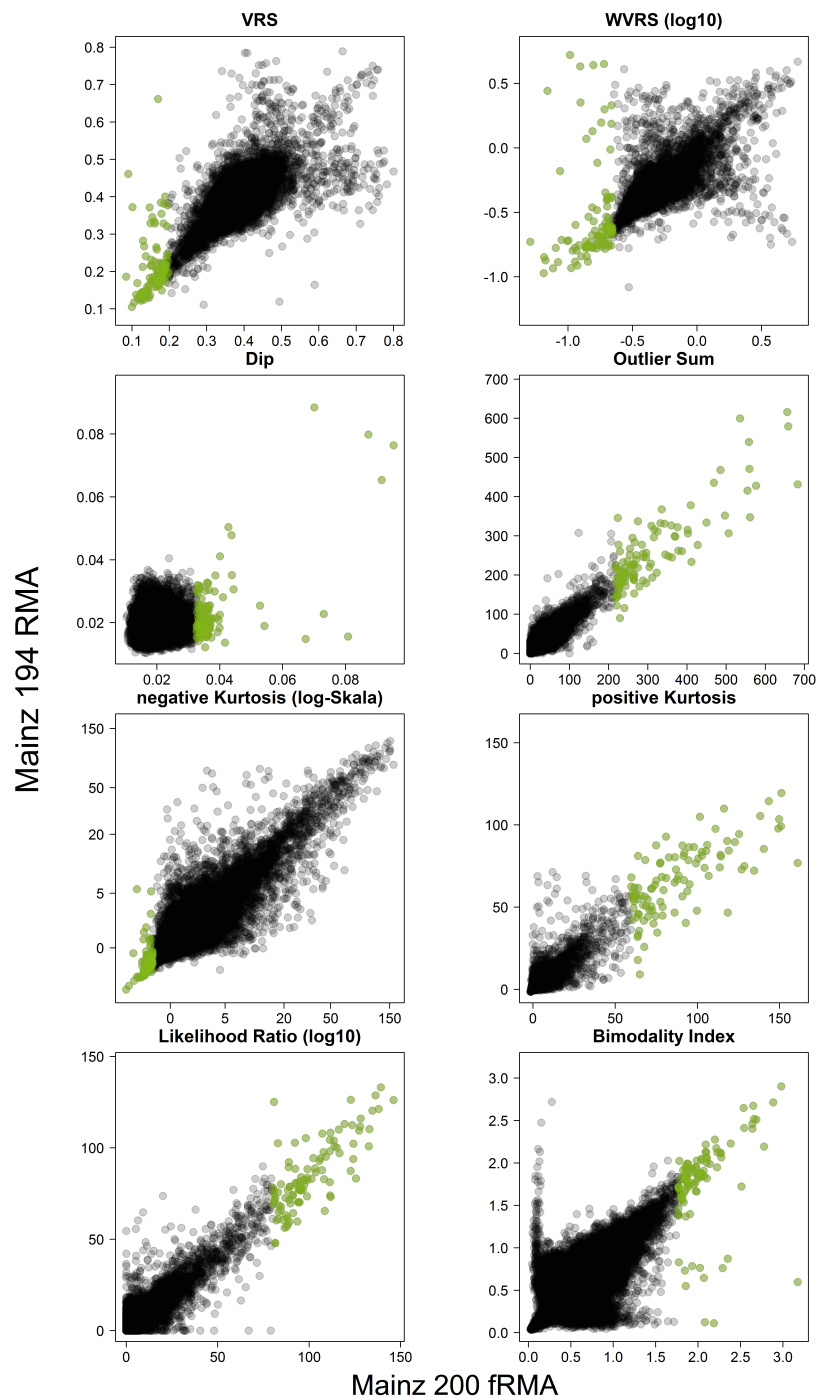 VRS
WVRS (log10)
0.8
0.7
0.6
0.5
0.4
0.3
0.2
0.1
0.5
0.0
-0.5
-1.0
0.1 0.2 0.3 0.4 0.5 0.6 0.7 0.8
-1.0 -0.5 0.0 0.5
Dip
Outlier Sum
0.08
0.06
0.04
0.02
700
600
500
400
300
200
100
0
0.02 0.04 0.06 0.08
0 100 200 300 400 500 600 700
Mainz 194 RMA
negative Kurtosis (log-Skala)
positive Kurtosis
150
50
20
5
0
150
100
50
0
0 5 20 50 150
0 50 100 150
Likelihood Ratio (log10)
Bimodality Index
150
100
50
0
3.0
2.5
2.0
1.5
1.0
0.5
0.0
0 50 100 150
0.0 0.5 1.0 1.5 2.0 2.5 3.0
Mainz 200 fRMA